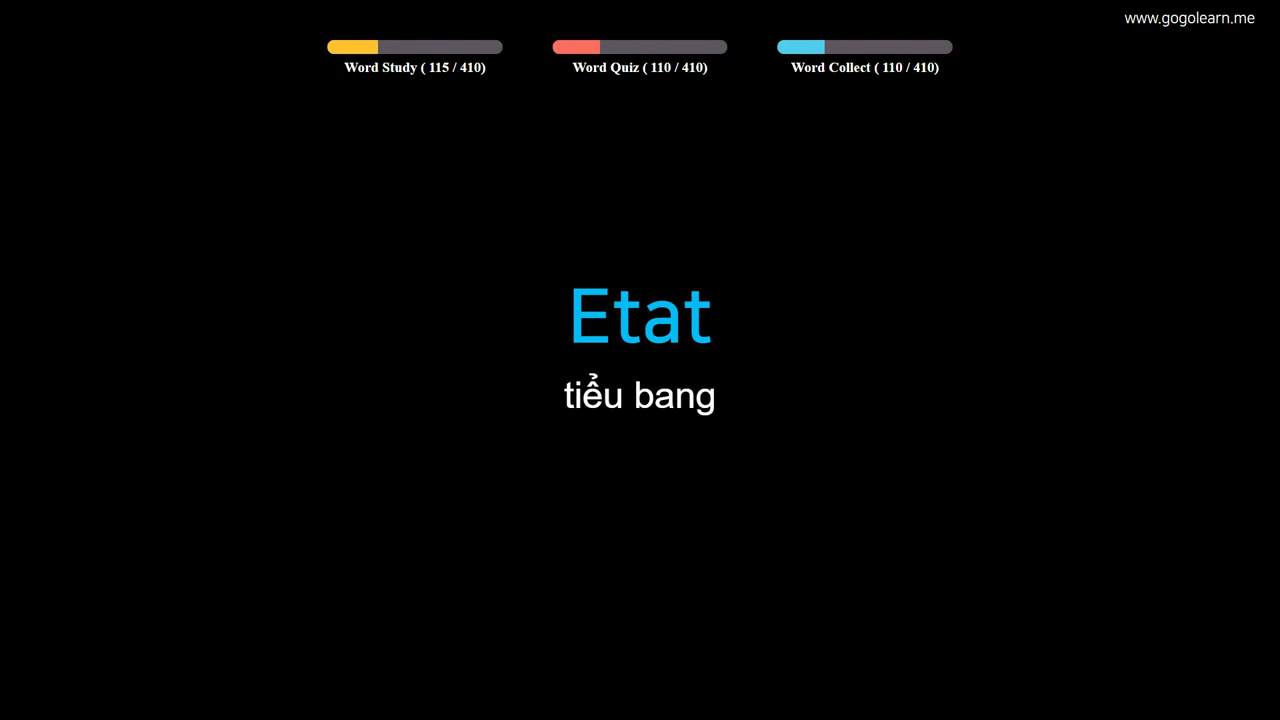 www.gogolearn.me
Word Study ( 115 / 410)
Word Quiz ( 110 / 410)
Word Collect ( 110 / 410)
Etat
tiểu bang